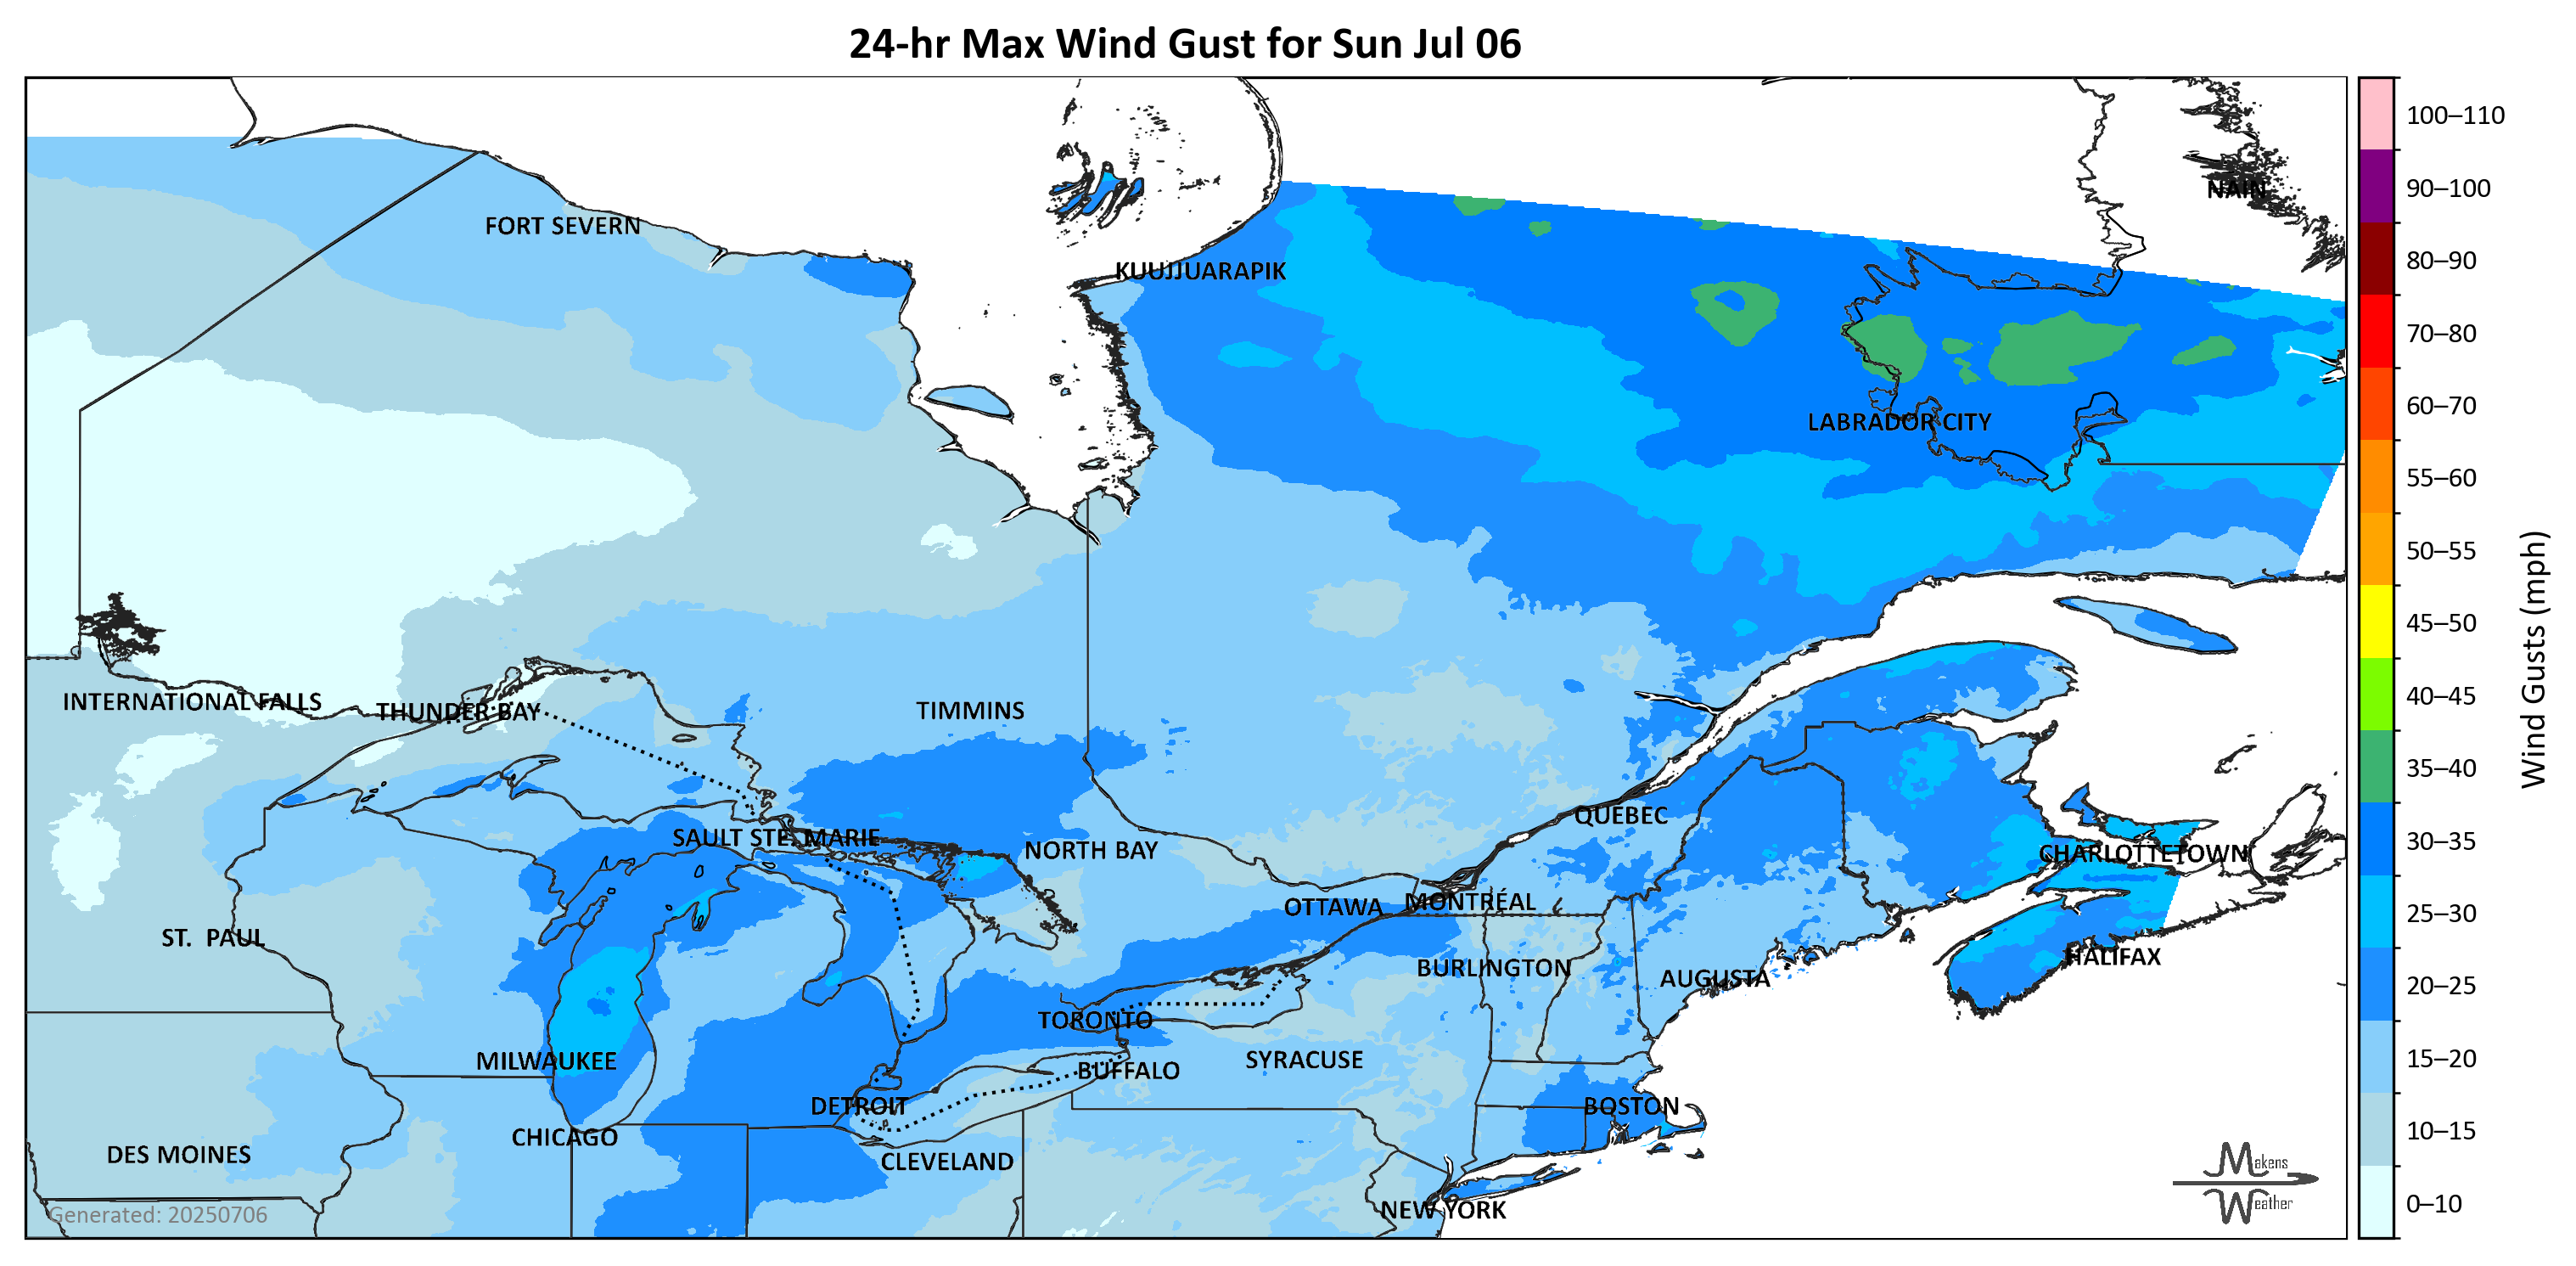 24-hr Max Wind Gust for Sun Jul 06
NAIN
FORT SEVERN
KUUJJUARAPIK
LABRADOR CITY
INTERNATIONAL FALLS
THUNDER BAY
TIMMINS
QUEBEC
SAULT STE. MARIE
NORTH BAY
CHARLOTTETOWN
OTTAWA
MONTRÉAL
ST. PAUL
HALIFAX
BURLINGTON
AUGUSTA
TORONTO
MILWAUKEE
SYRACUSE
BUFFALO
DETROIT
BOSTON
CHICAGO
DES MOINES
CLEVELAND
NEW YORK
Generated: 20250706
Makens
Weather
100–110
90–100
80–90
70–80
60–70
55–60
50–55
45–50
40–45
35–40
30–35
25–30
20–25
15–20
10–15
0–10
Wind Gusts (mph)